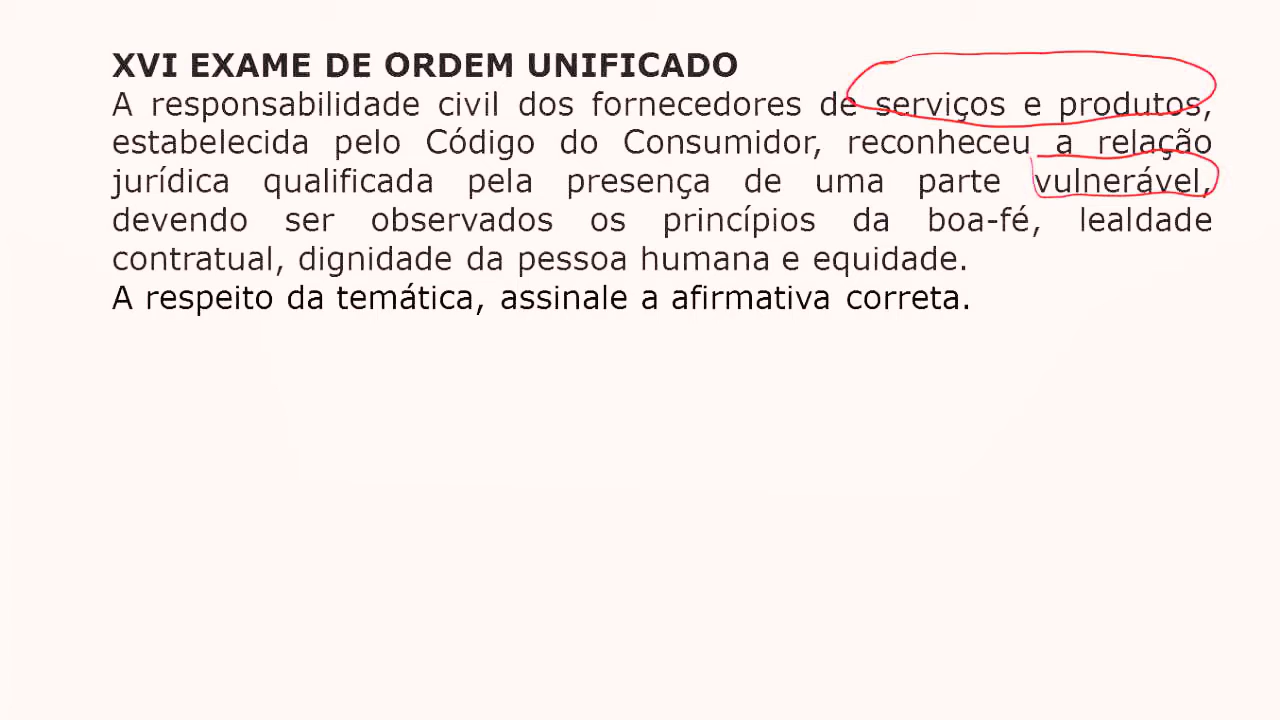 XVI EXAME DE ORDEM UNIFICADO
A responsabilidade civil dos fornecedores de serviços e produtos,
estabelecida pelo Código do Consumidor, reconheceu a relação
jurídica qualificada pela presença de uma parte vulnerável,
devendo ser observados os princípios da boa-fé, lealdade
contratual, dignidade da pessoa humana e equidade.
A respeito da temática, assinale a afirmativa correta.